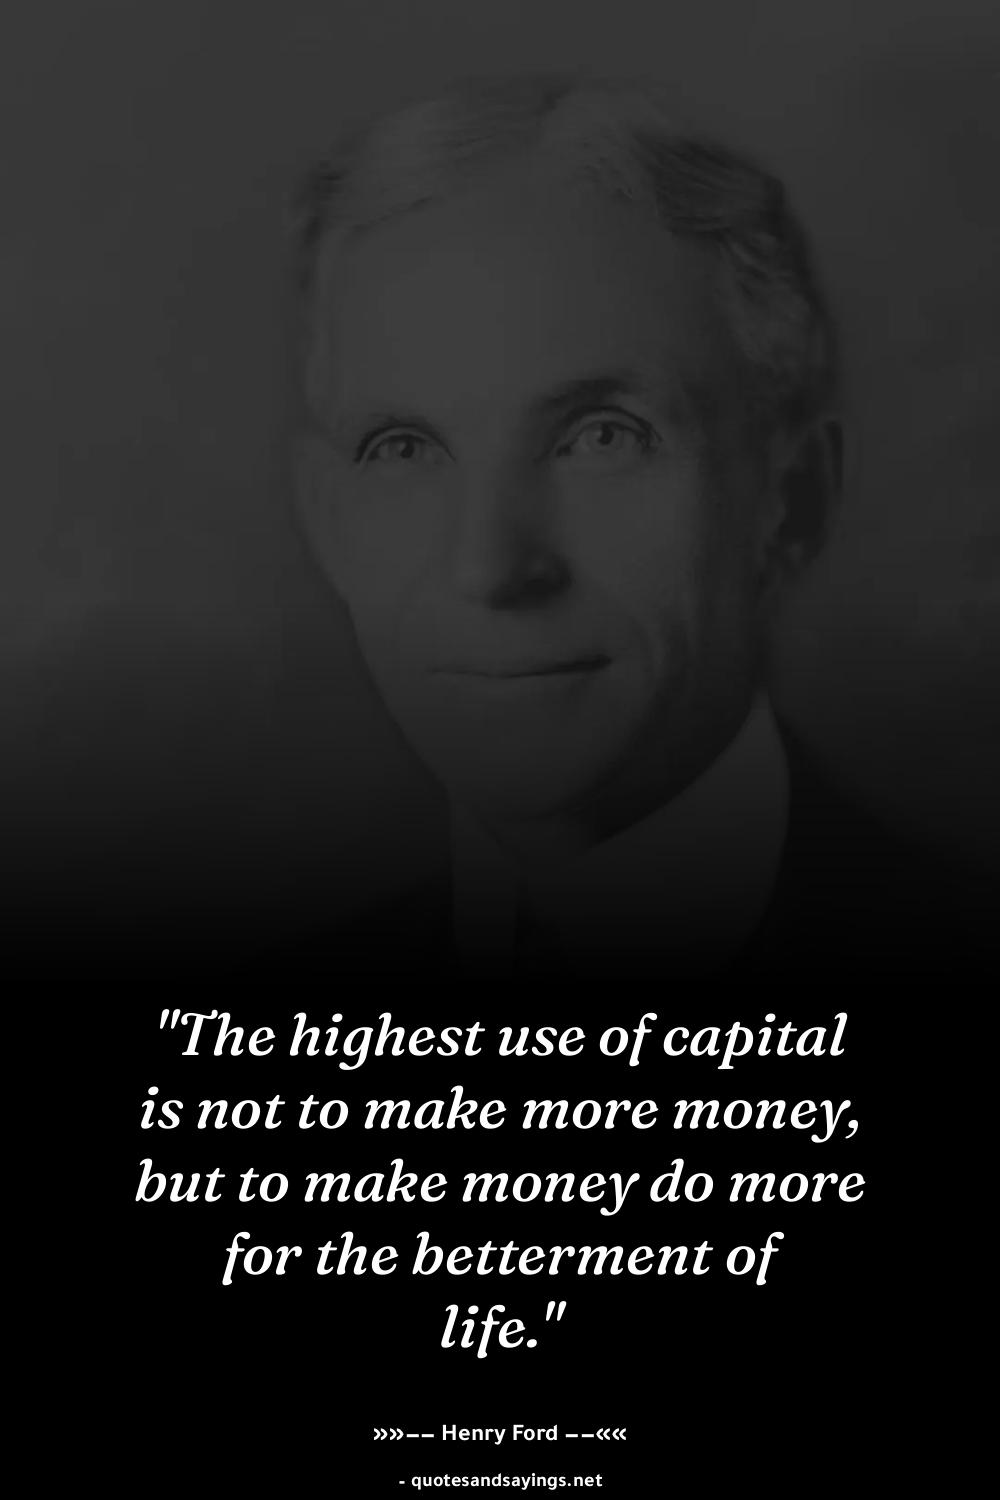 "The highest use of capital
is not to make more money,
but to make money do more
for the betterment of
life."
»»–– Henry Ford ––««
- quotesandsayings.net